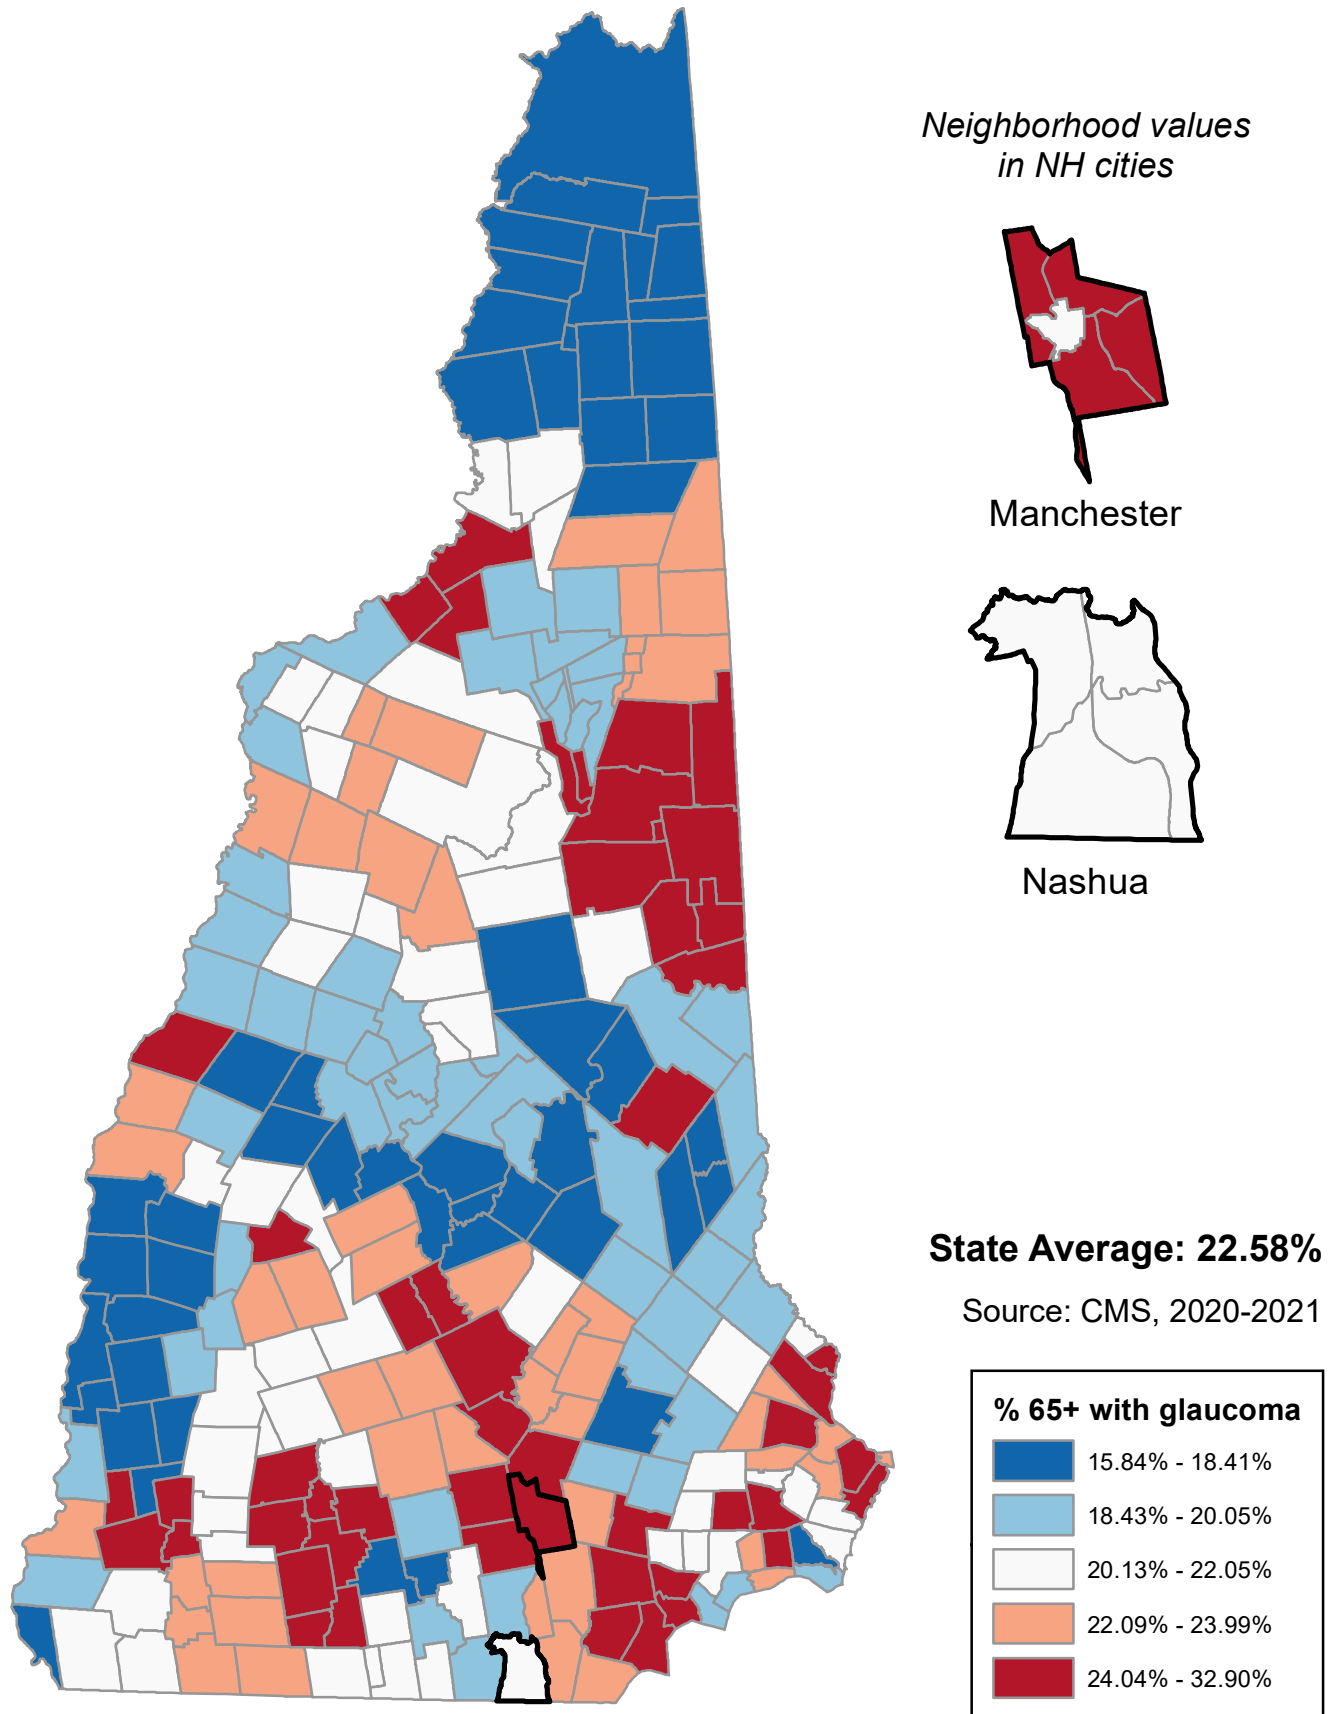 Neighborhood values
in NH cities
Manchester
Nashua
State Average: 22.58%
Source: CMS, 2020-2021
% 65+ with glaucoma
15.84% - 18.41%
18.43% - 20.05%
20.13% - 22.05%
22.09% - 23.99%
24.04% - 32.90%